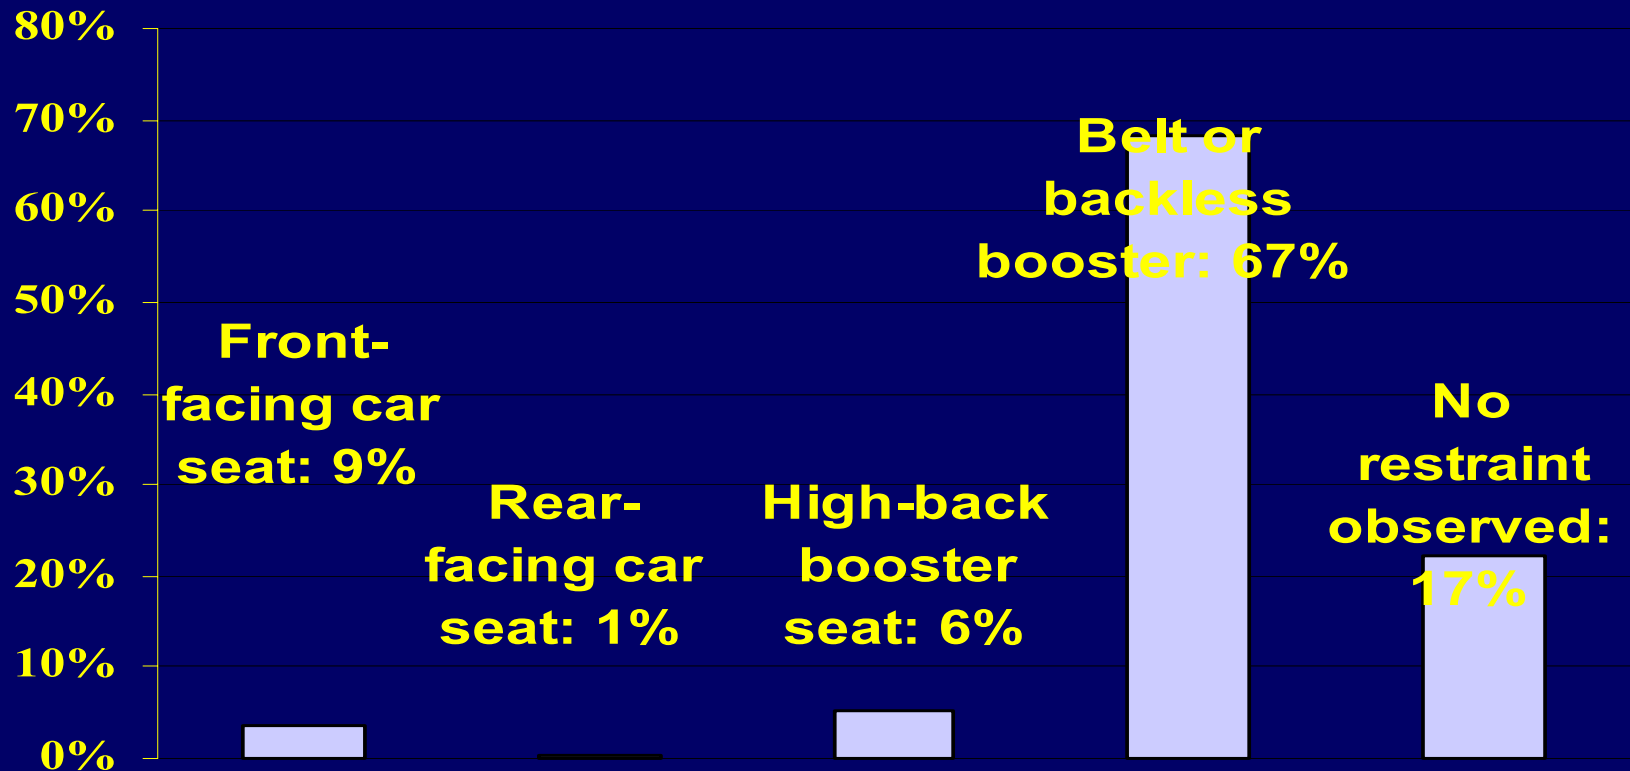 80%
70%
60%
50%
40%
30%
20%
10%
0%
Front-
facing car
seat: 9%
Rear-
facing car
seat: 1%
High-back
booster
seat: 6%
Belt or
backless
booster: 67%
No
restraint
observed:
17%